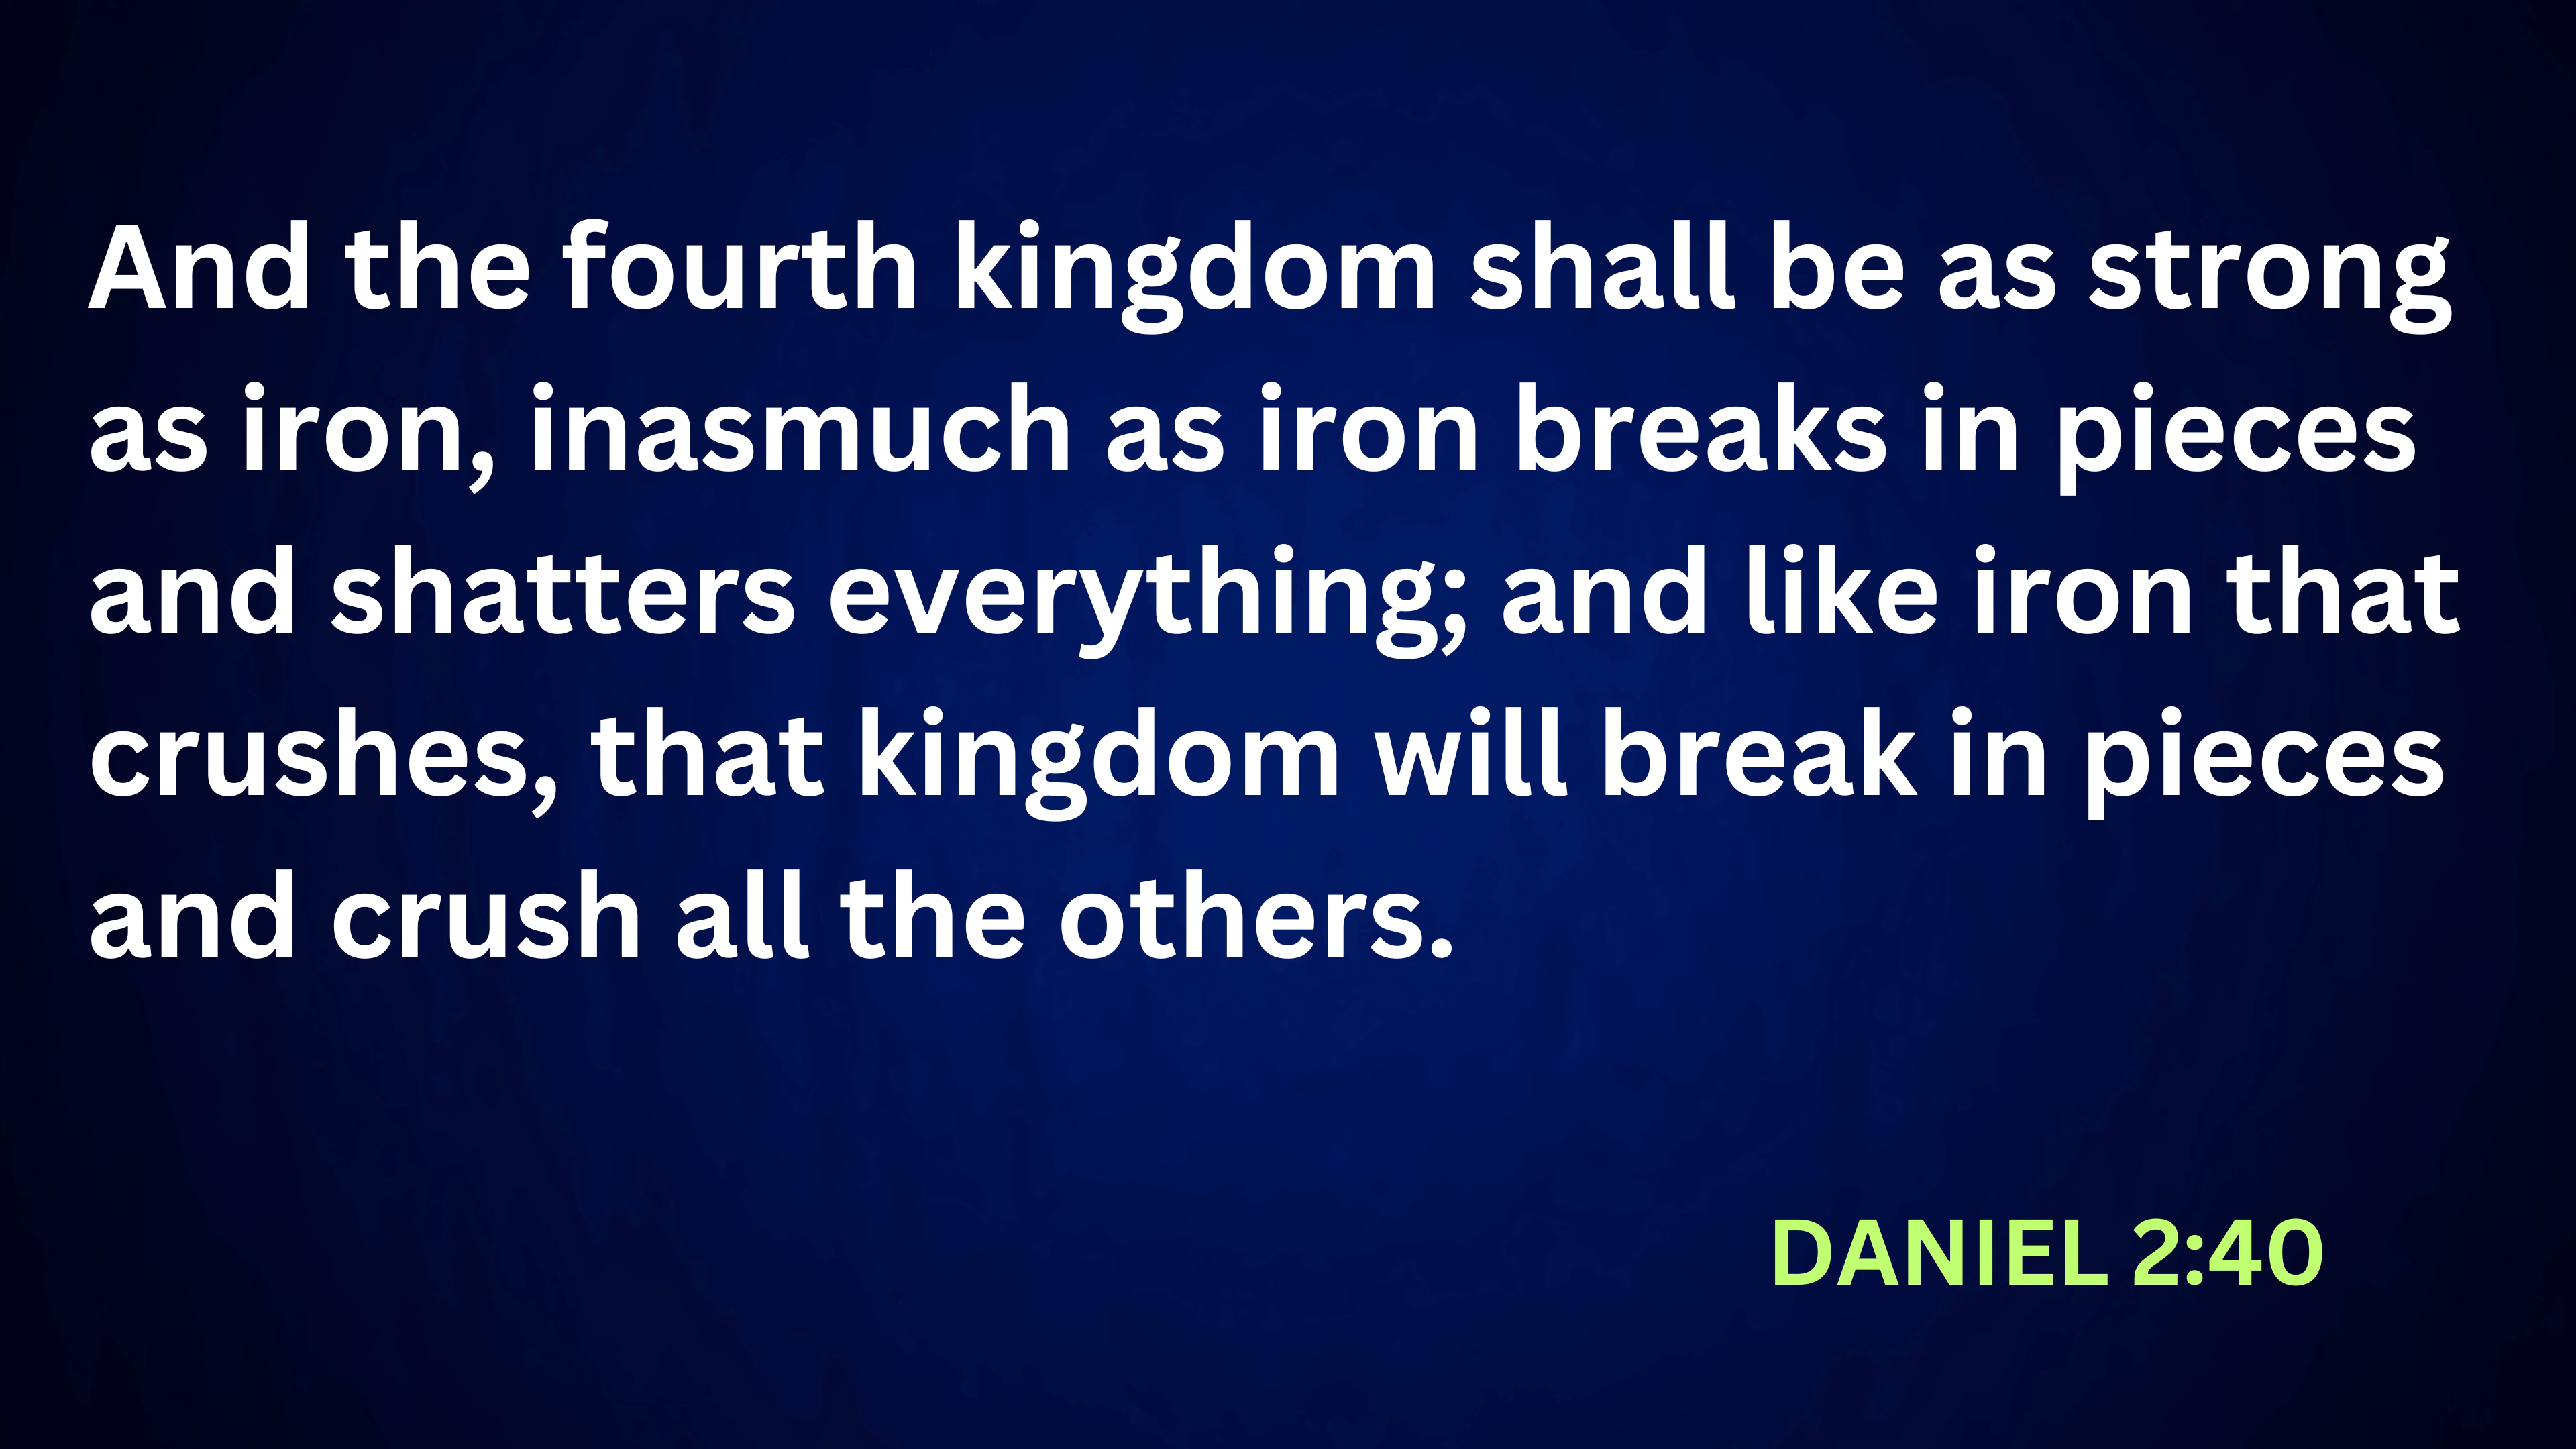 And the fourth kingdom shall be as strong
as iron, inasmuch as iron breaks in pieces
and shatters everything; and like iron that
crushes, that kingdom will break in pieces
and crush all the others.
DANIEL 2:40